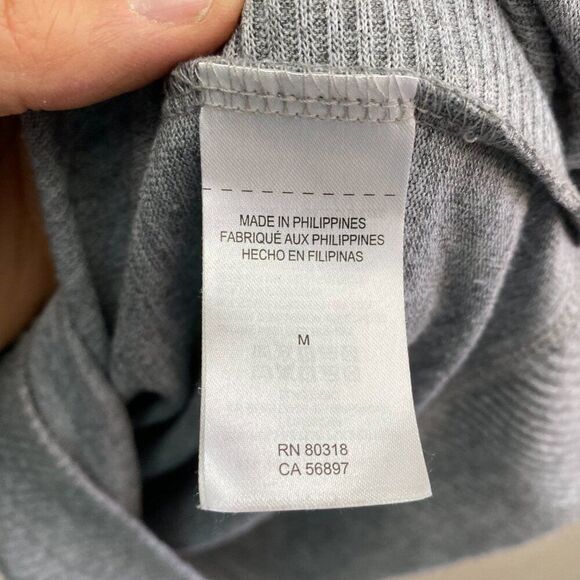 MADE IN PHILIPPINES
FABRIQUÉ AUX PHILIPPINES
HECHO EN FILIPINAS
M
RN 80318
CA 56897